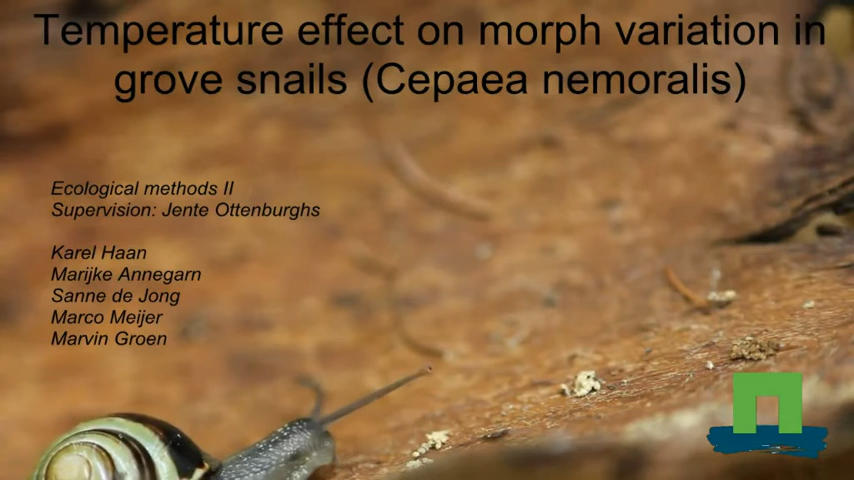 Temperature effect on morph variation in
grove snails (Cepaea nemoralis)
Ecological methods II
Supervision: Jente Ottenburghs
Karel Haan
Marijke Annegarn
Sanne de Jong
Marco Meijer
Marvin Groen